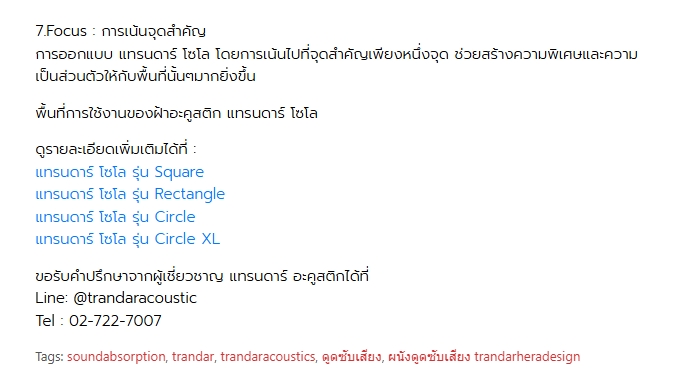 7.Focus : การเน้นจุดสำคัญ
การออกแบบ แทรนดาร์ โซโล โดยการเน้นไปที่จุดสำคัญเพียงหนึ่งจุด ช่วยสร้างความพิเศษและความ
เป็นส่วนตัวให้กับพื้นที่นั้นๆมากยิ่งขึ้น
พื้นที่การใช้งานของฝ้าอะคูสติก แทรนดาร์ โซโล
ดูรายละเอียดเพิ่มเติมได้ที่ :
แทรนดาร์ โซโล รุ่น Square
แทรนดาร์ โซโล รุ่น Rectangle
แทรนดาร์ โซโล รุ่น Circle
แทรนดาร์ โซโล รุ่น Circle XL
ขอรับคำปรึกษาจากผู้เชี่ยวชาญ แทรนดาร์ อะคูสติกได้ที่
Line: @trandaracoustic
Tel : 02-722-7007
Tags: soundabsorption, trandar, trandaracoustics, ดูดซับเสียง, ผนังดูดซับเสียง trandarheradesign